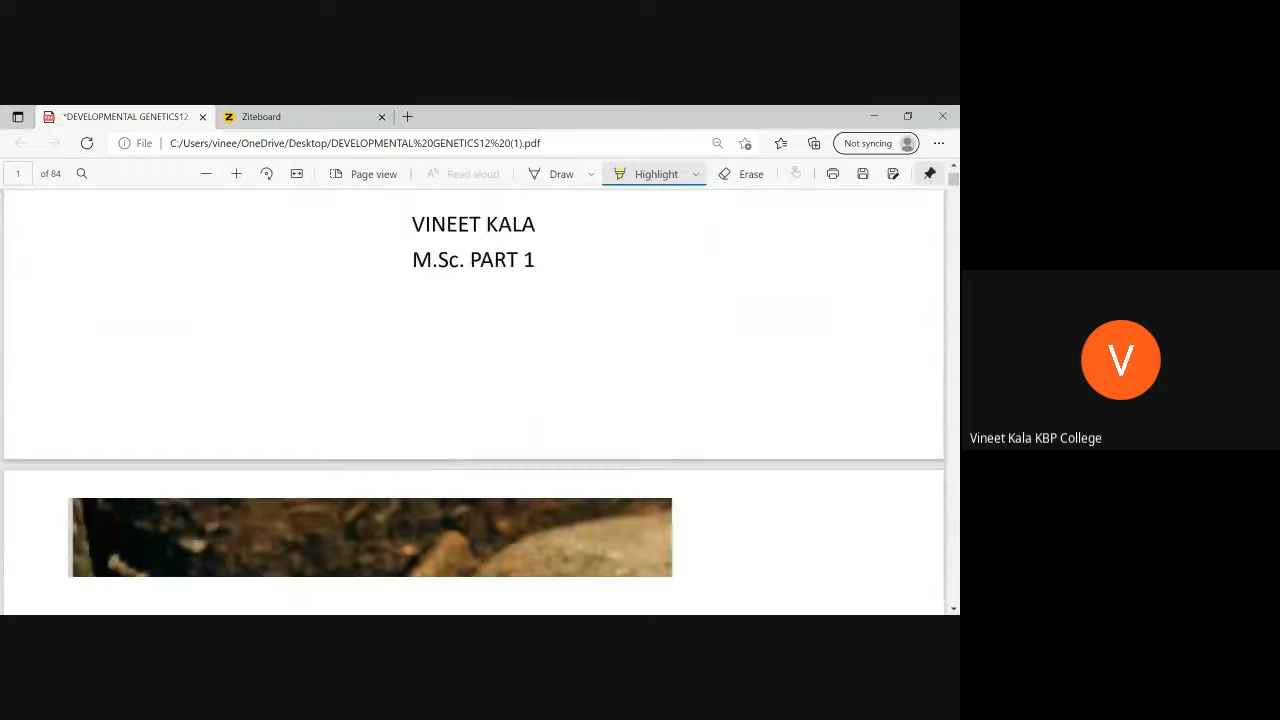 *DEVELOPMENTAL GENETICS12
Ziteboard
File
C:/Users/vinee/OneDrive/Desktop/DEVELOPMENTAL%20GENETICS12%20(1).pdf
Not syncing
1 of 84
Page view
Read aloud
Draw
Highlight
Erase
VINEET KALA
M.Sc. PART 1
V
Vineet Kala KBP College